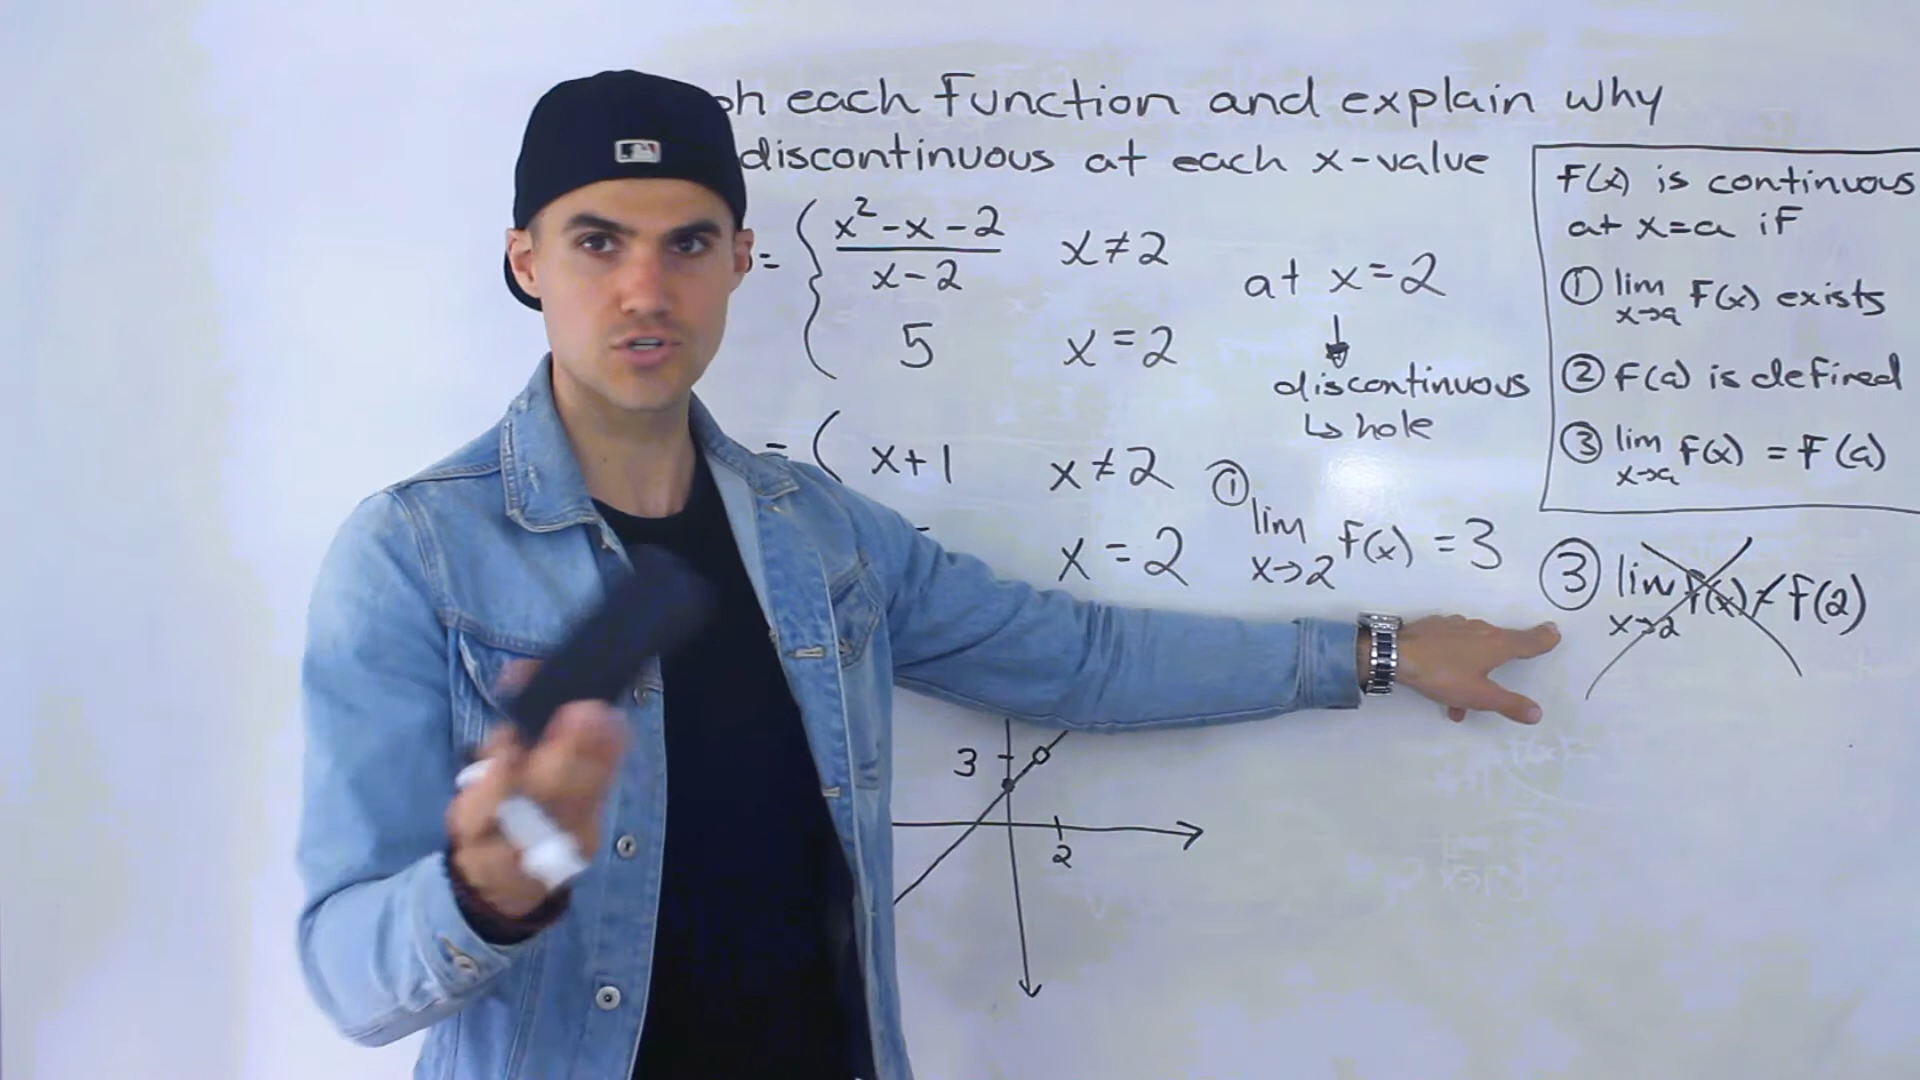 each function and explain why
discontinuous at each x-value
= { x²-x-2 / x-2   x≠2
5   x=2
at x=2
↓
discontinuous
↳ hole
= ( x+1   x≠2
x=2
① lim x→2 f(x) = 3
F(x) is continuous
at x=a if
① lim x→a F(x) exists
② F(a) is defined
③ lim x→a F(x) = F(a)
③ lim x→2 f(x) ≠ f(2)
3
2